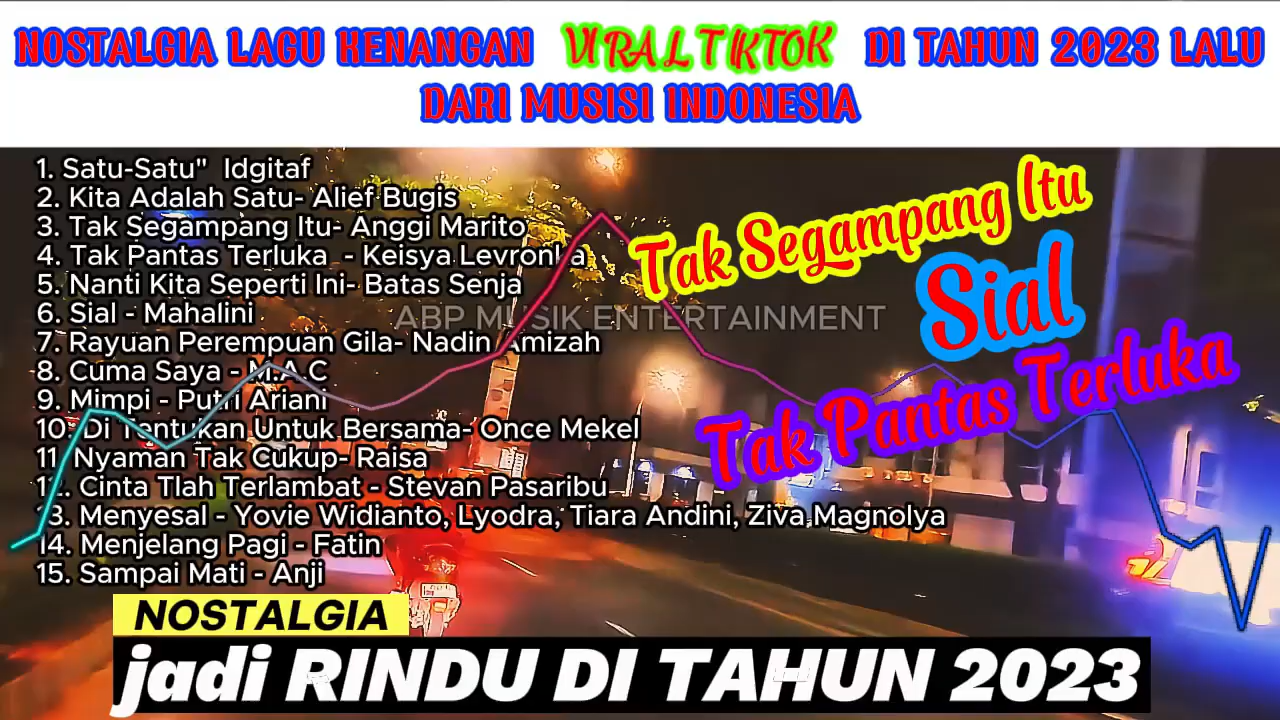 NOSTALGIA LAGU KENANGAN VIRAL TIKTOK DI TAHUN 2023 LALU
DARI MUSISI INDONESIA
1. Satu-Satu" Idgitaf
2. Kita Adalah Satu- Alief Bugis
3. Tak Segampang Itu- Anggi Marito
4. Tak Pantas Terluka - Keisya Levronka
5. Nanti Kita Seperti Ini- Batas Senja
6. Sial - Mahalini
7. Rayuan Perempuan Gila- Nadin Amizah
8. Cuma Saya - M.A.C
9. Mimpi - Putri Ariani
10. Di Tentukan Untuk Bersama- Once Mekel
11. Nyaman Tak Cukup- Raisa
12. Cinta Tlah Terlambat - Stevan Pasaribu
13. Menyesal - Yovie Widianto, Lyodra, Tiara Andini, Ziva Magnolya
14. Menjelang Pagi - Fatin
15. Sampai Mati - Anji
Tak Segampang Itu
Sial
Tak Pantas Terluka
ABP MUSIK ENTERTAINMENT
NOSTALGIA
jadi RINDU DI TAHUN 2023